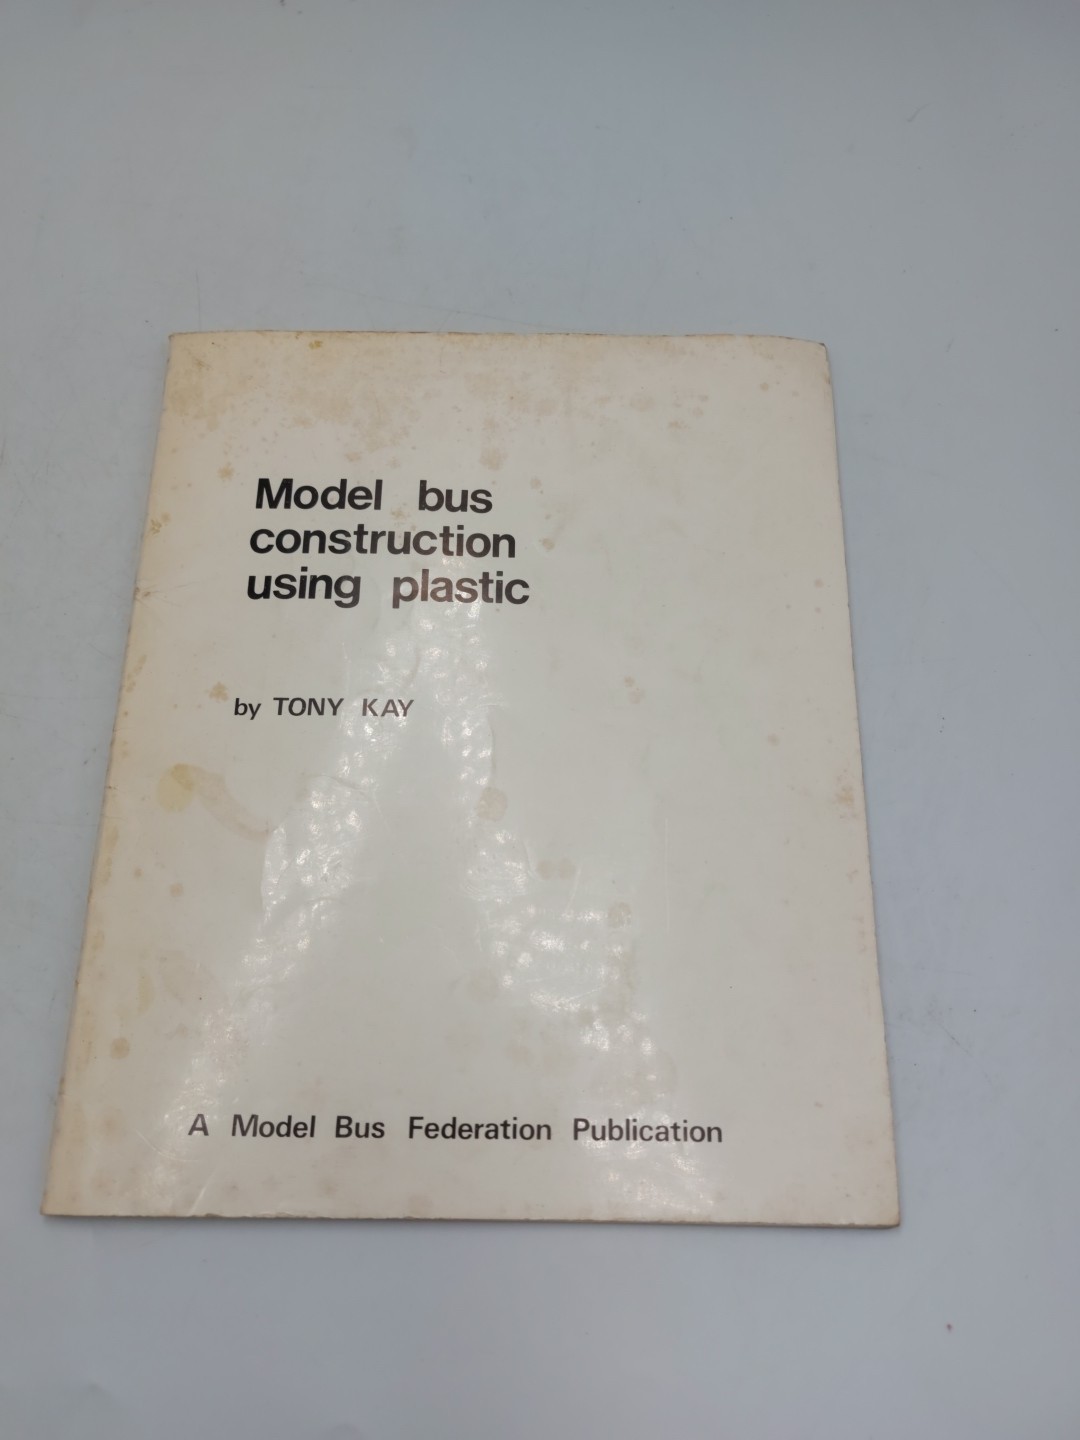 Model bus
construction
using plastic
by TONY KAY
A Model Bus Federation Publication